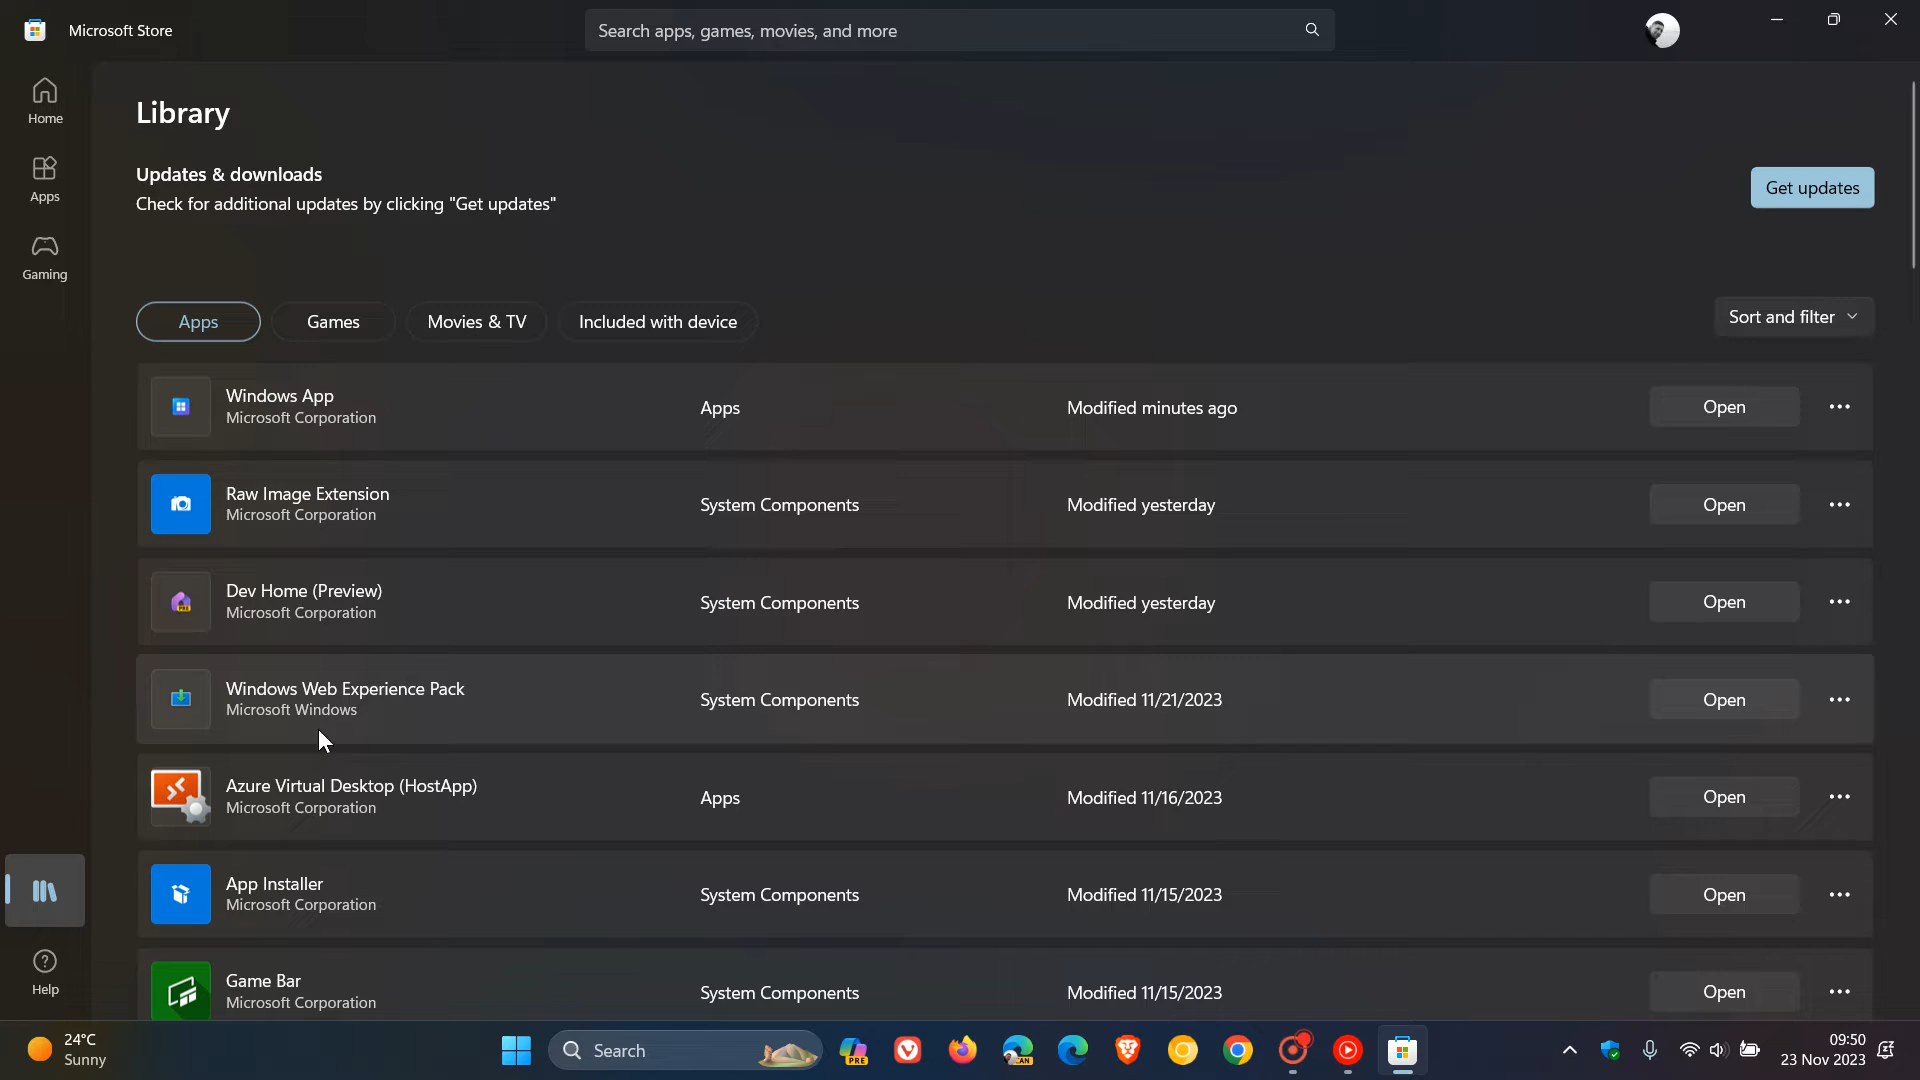 Microsoft Store
Search apps, games, movies, and more
Home
Apps
Gaming
Library
Updates & downloads
Check for additional updates by clicking "Get updates"
Get updates
Apps
Games
Movies & TV
Included with device
Sort and filter
Windows App
Microsoft Corporation
Apps
Modified minutes ago
Open
Raw Image Extension
Microsoft Corporation
System Components
Modified yesterday
Open
Dev Home (Preview)
Microsoft Corporation
System Components
Modified yesterday
Open
Windows Web Experience Pack
Microsoft Windows
System Components
Modified 11/21/2023
Open
Azure Virtual Desktop (HostApp)
Microsoft Corporation
Apps
Modified 11/16/2023
Open
App Installer
Microsoft Corporation
System Components
Modified 11/15/2023
Open
Game Bar
Microsoft Corporation
System Components
Modified 11/15/2023
Open
Help
24°C
Sunny
Search
PRE
CAN
09:50
23 Nov 2023